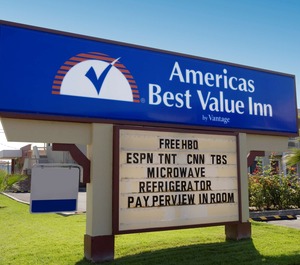 Americas
Best Value Inn
by Vantage
®
FREE HBO
ESPN TNT CNN TBS
MICROWAVE
REFRIGERATOR
PAY PERVIEW IN ROOM